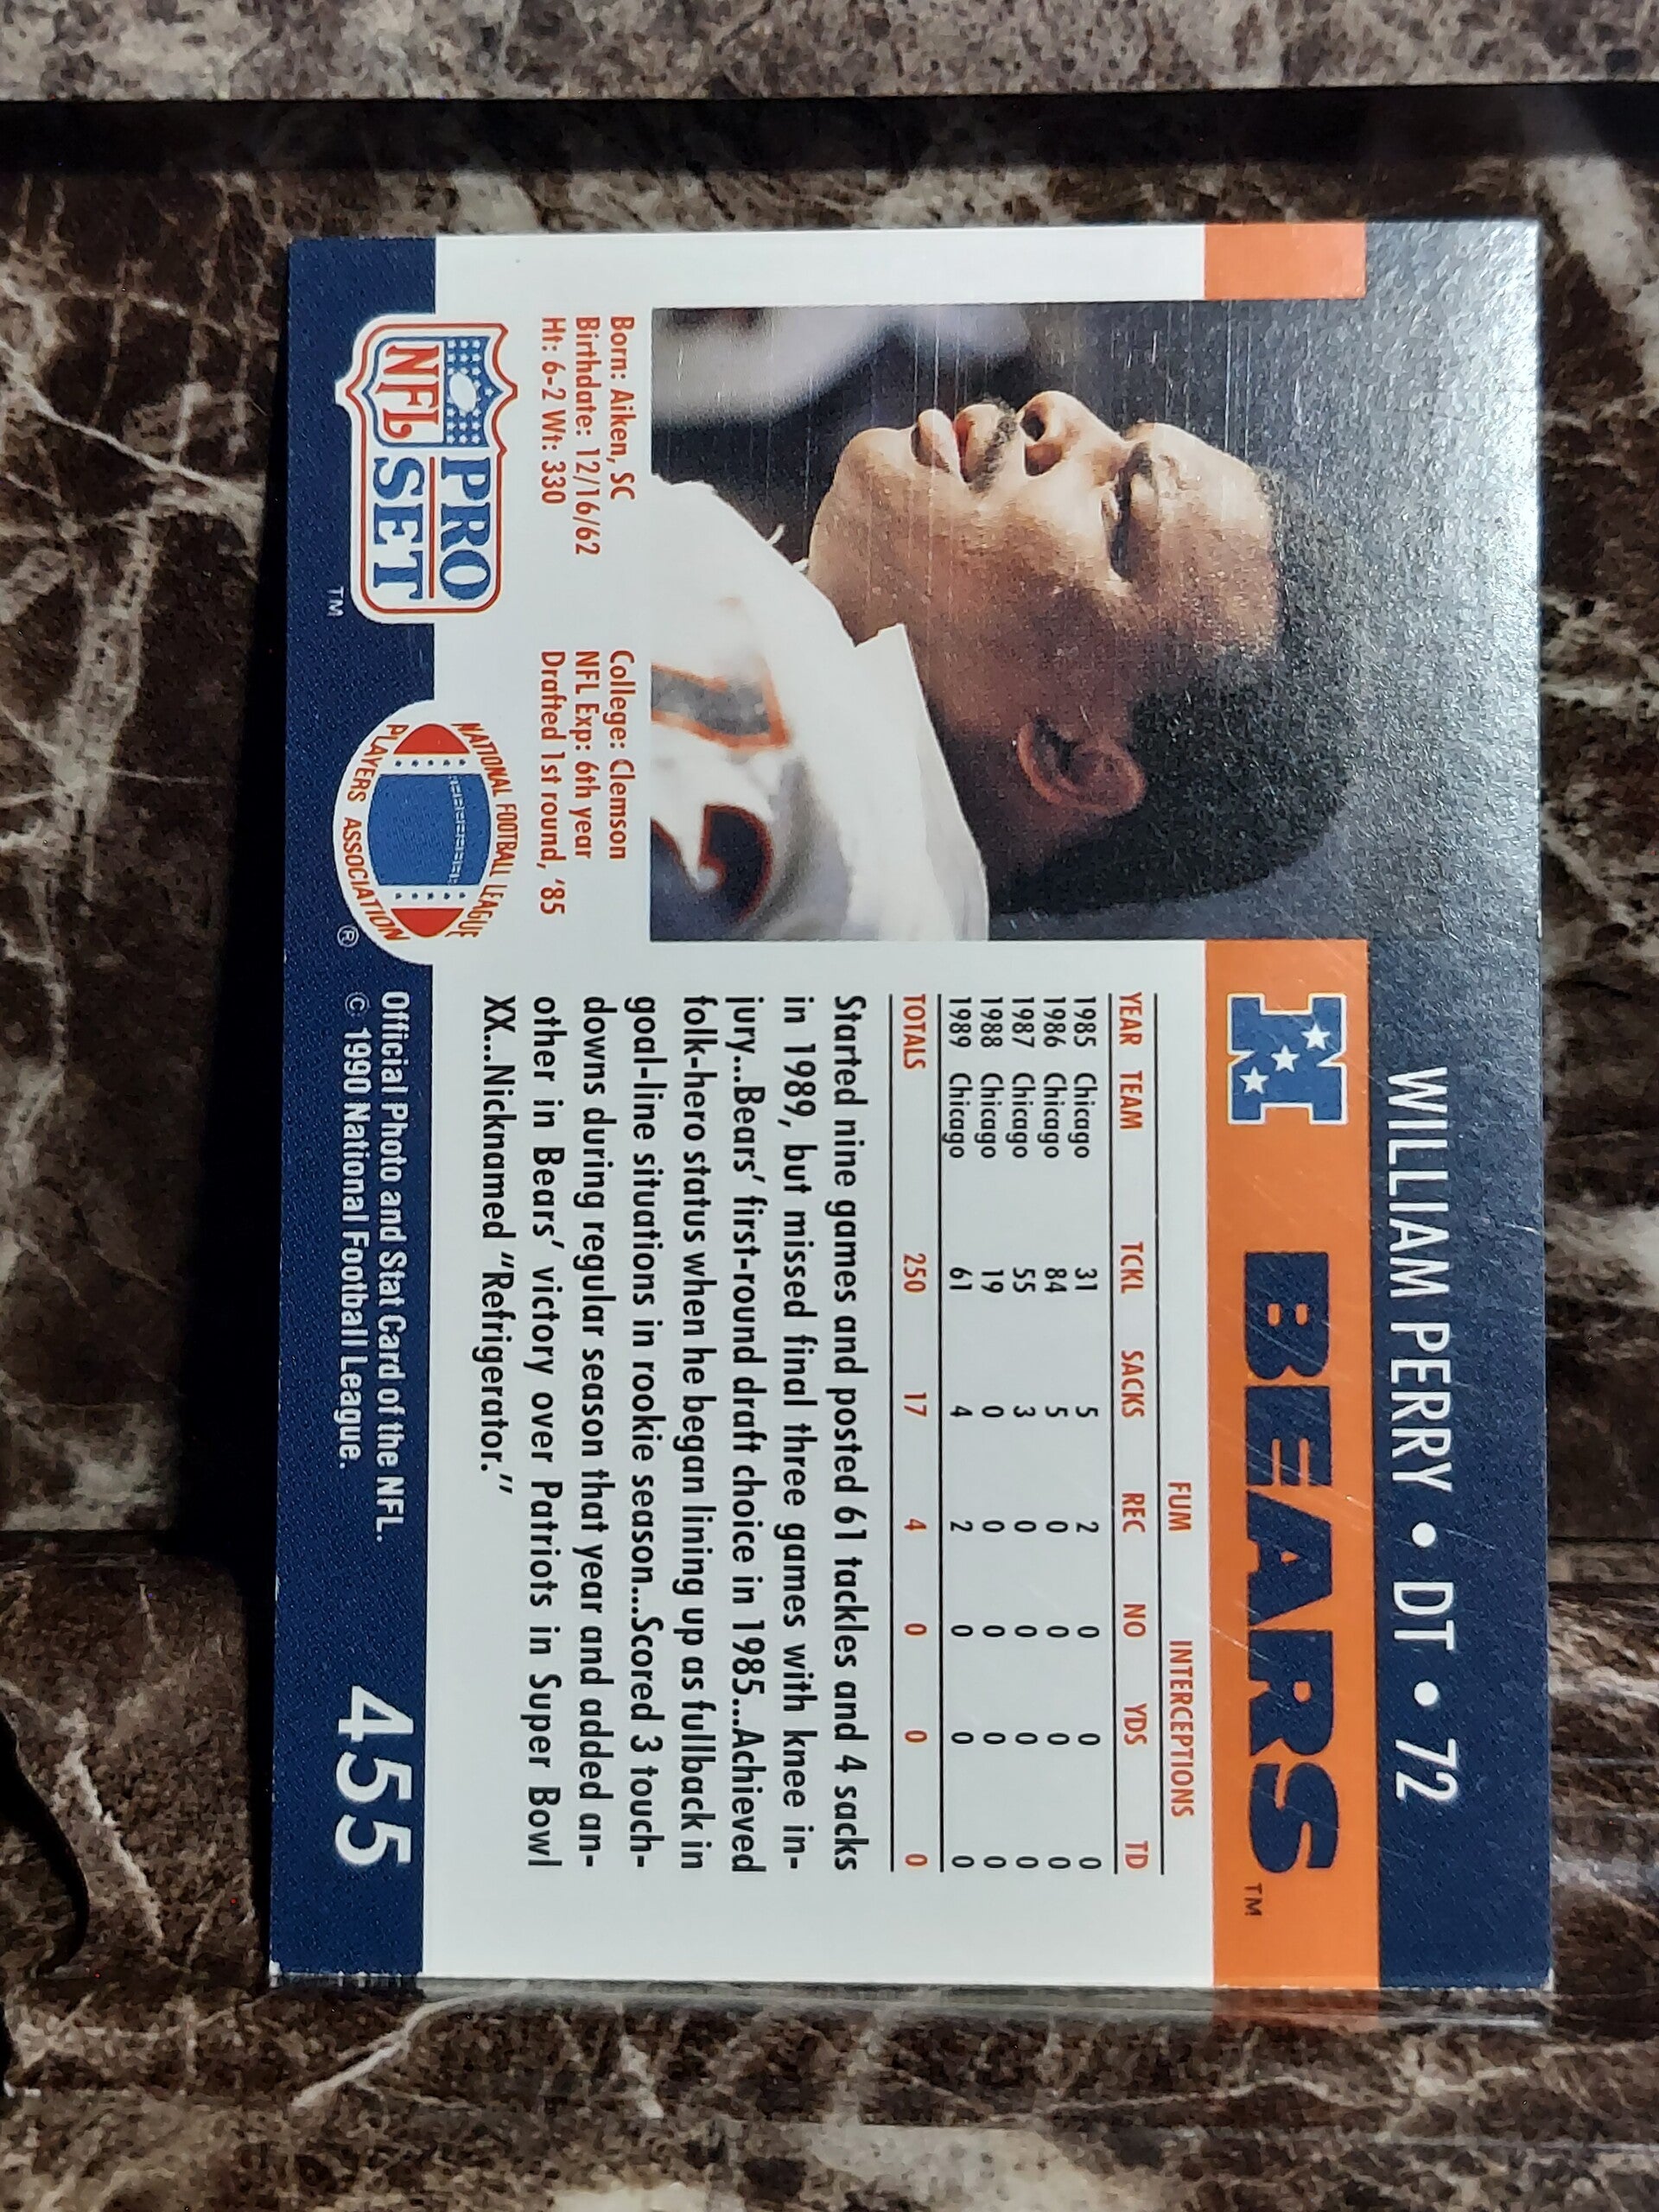 WILLIAM PERRY • DT • 72
N BEARS™
FUM INTERCEPTIONS
YEAR TEAM TCKL SACKS REC NO YDS TD
1985 Chicago 31 5 2 0 0 0
1986 Chicago 84 5 0 0 0 0
1987 Chicago 55 3 0 0 0 0
1988 Chicago 19 0 0 0 0 0
1989 Chicago 61 4 2 0 0 0
TOTALS 250 17 4 0 0 0
Started nine games and posted 61 tackles and 4 sacks
in 1989, but missed final three games with knee in-
jury...Bears' first-round draft choice in 1985...Achieved
folk-hero status when he began lining up as fullback in
goal-line situations in rookie season...Scored 3 touch-
downs during regular season that year and added an-
other in Bears' victory over Patriots in Super Bowl
XX...Nicknamed "Refrigerator."
72
Born: Aiken, SC
Birthdate: 12/16/62
Ht: 6-2 Wt: 330
College: Clemson
NFL Exp: 6th year
Drafted 1st round, '85
PRO
NFL SET™
NATIONAL FOOTBALL LEAGUE
PLAYERS ASSOCIATION ®
Official Photo and Stat Card of the NFL.
© 1990 National Football League.
455